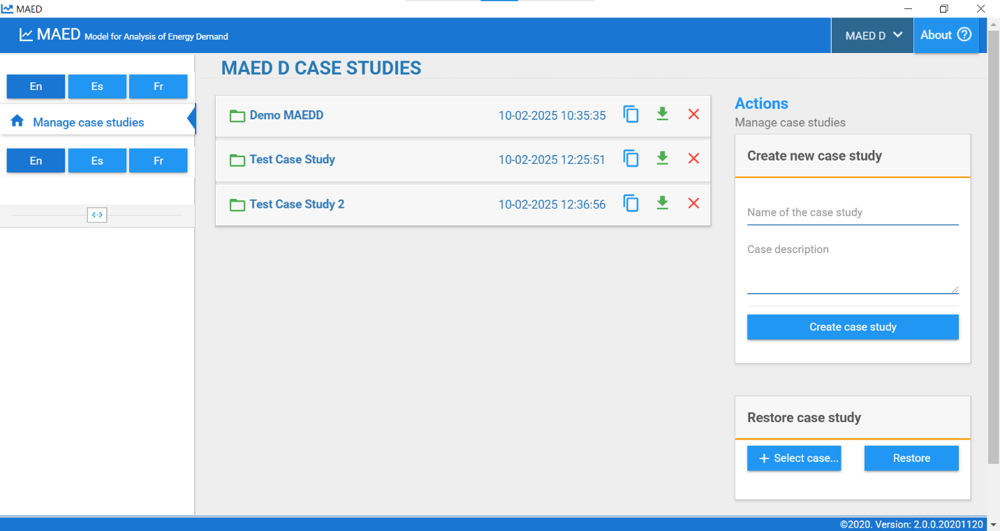 MAED
MAED Model for Analysis of Energy Demand
MAED D
About
En Es Fr
Manage case studies
En Es Fr
MAED D CASE STUDIES
Demo MAEDD 10-02-2025 10:35:35
Test Case Study 10-02-2025 12:25:51
Test Case Study 2 10-02-2025 12:36:56
Actions
Manage case studies
Create new case study
Name of the case study
Case description
Create case study
Restore case study
+ Select case... Restore
©2020. Version: 2.0.0.20201120